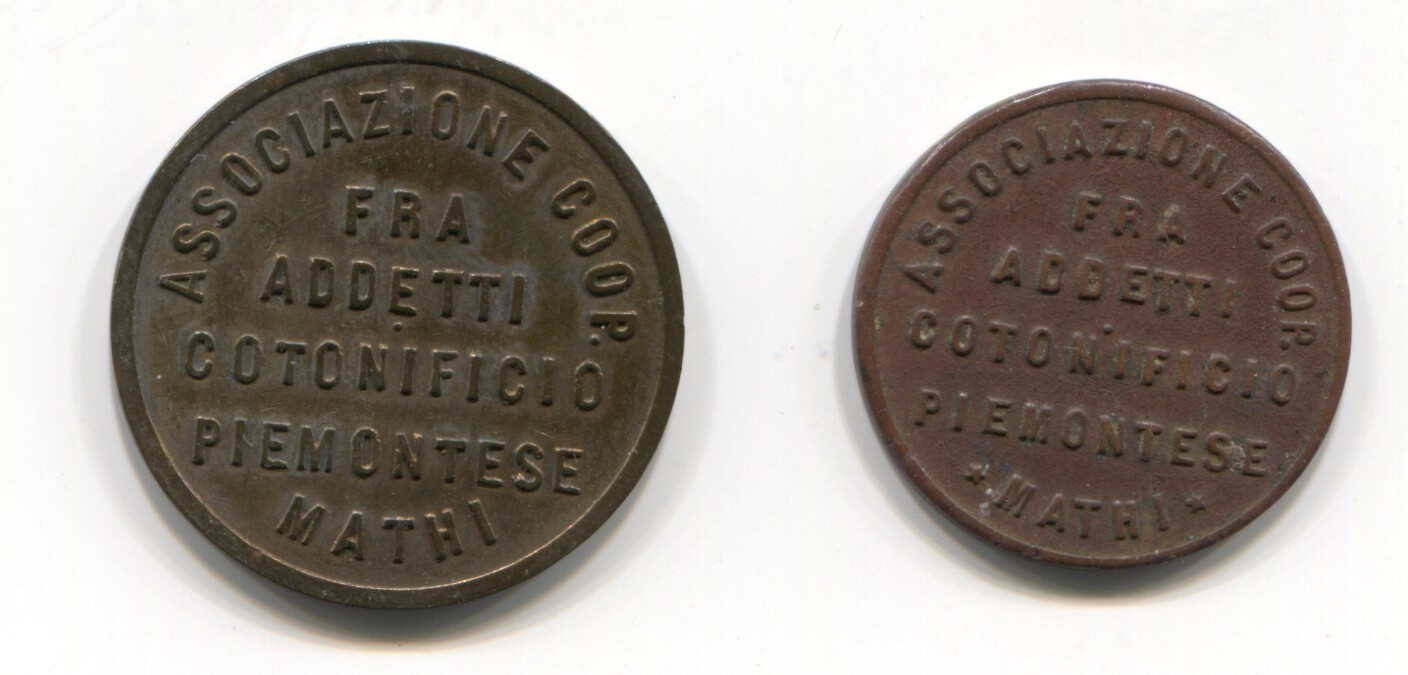 ASSOCIAZIONE COOP.
FRA
ADDETTI
COTONIFICIO
PIEMONTESE
MATHI
ASSOCIAZIONE COOP.
FRA
ADDETTI
COTONIFICIO
PIEMONTESE
★MATHI★